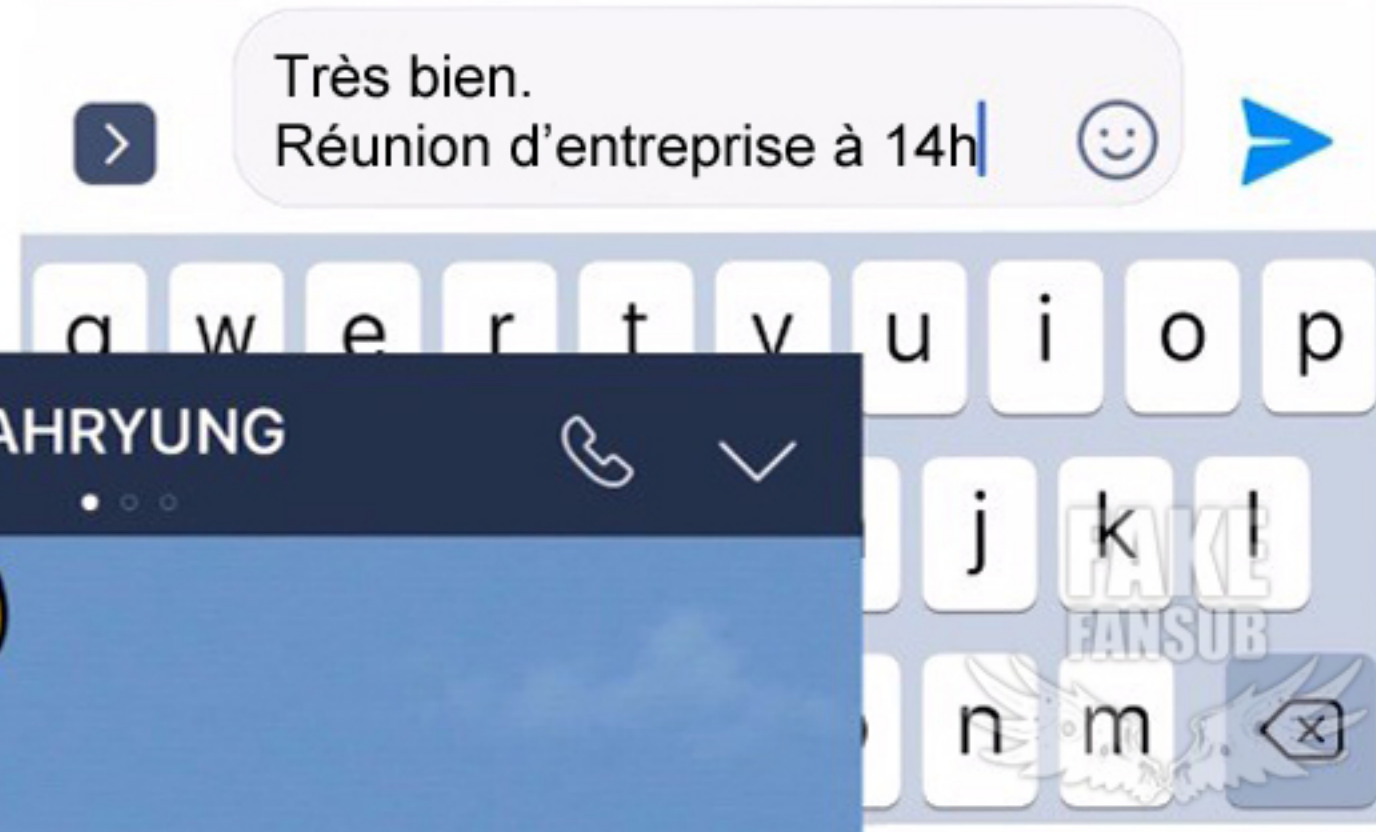 Très bien.
Réunion d’entreprise à 14h
q w e r t y u i o p
AHRYUNG
j k l
FAKE
FANSUB
n m